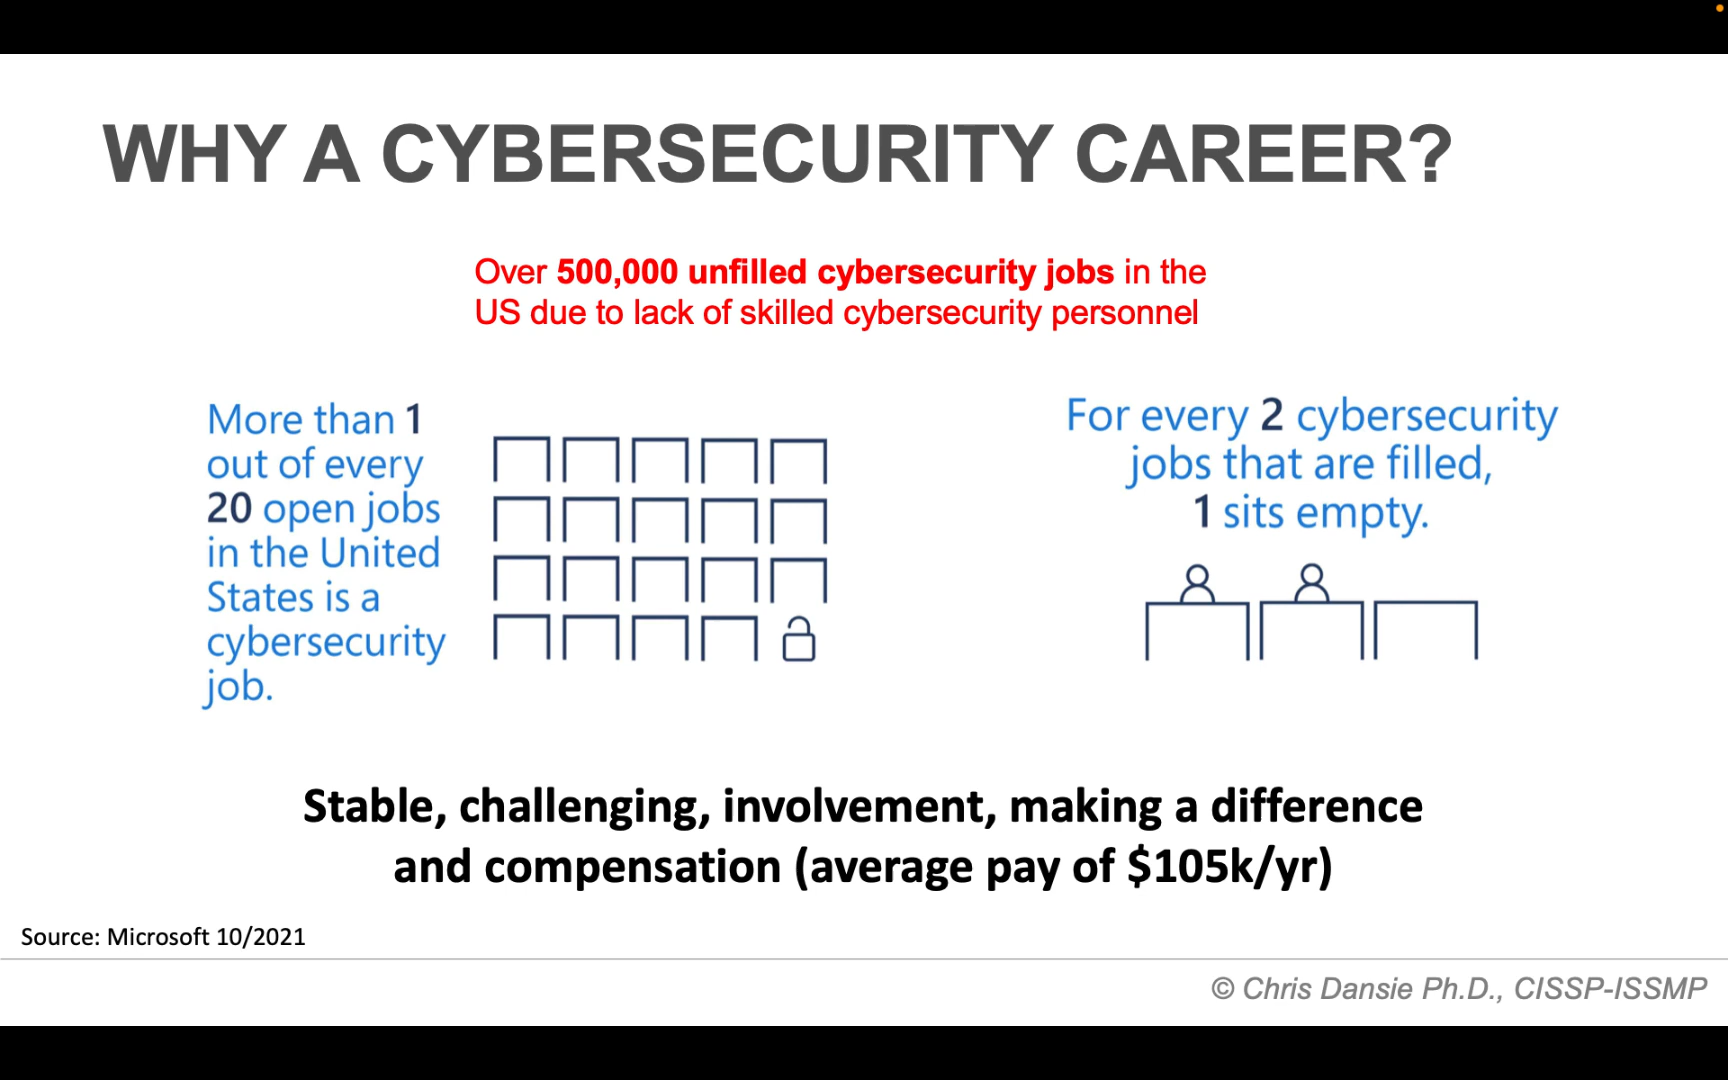 WHY A CYBERSECURITY CAREER?
Over 500,000 unfilled cybersecurity jobs in the
US due to lack of skilled cybersecurity personnel
More than 1
out of every
20 open jobs
in the United
States is a
cybersecurity
job.
For every 2 cybersecurity
jobs that are filled,
1 sits empty.
Stable, challenging, involvement, making a difference
and compensation (average pay of $105k/yr)
Source: Microsoft 10/2021
© Chris Dansie Ph.D., CISSP-ISSMP